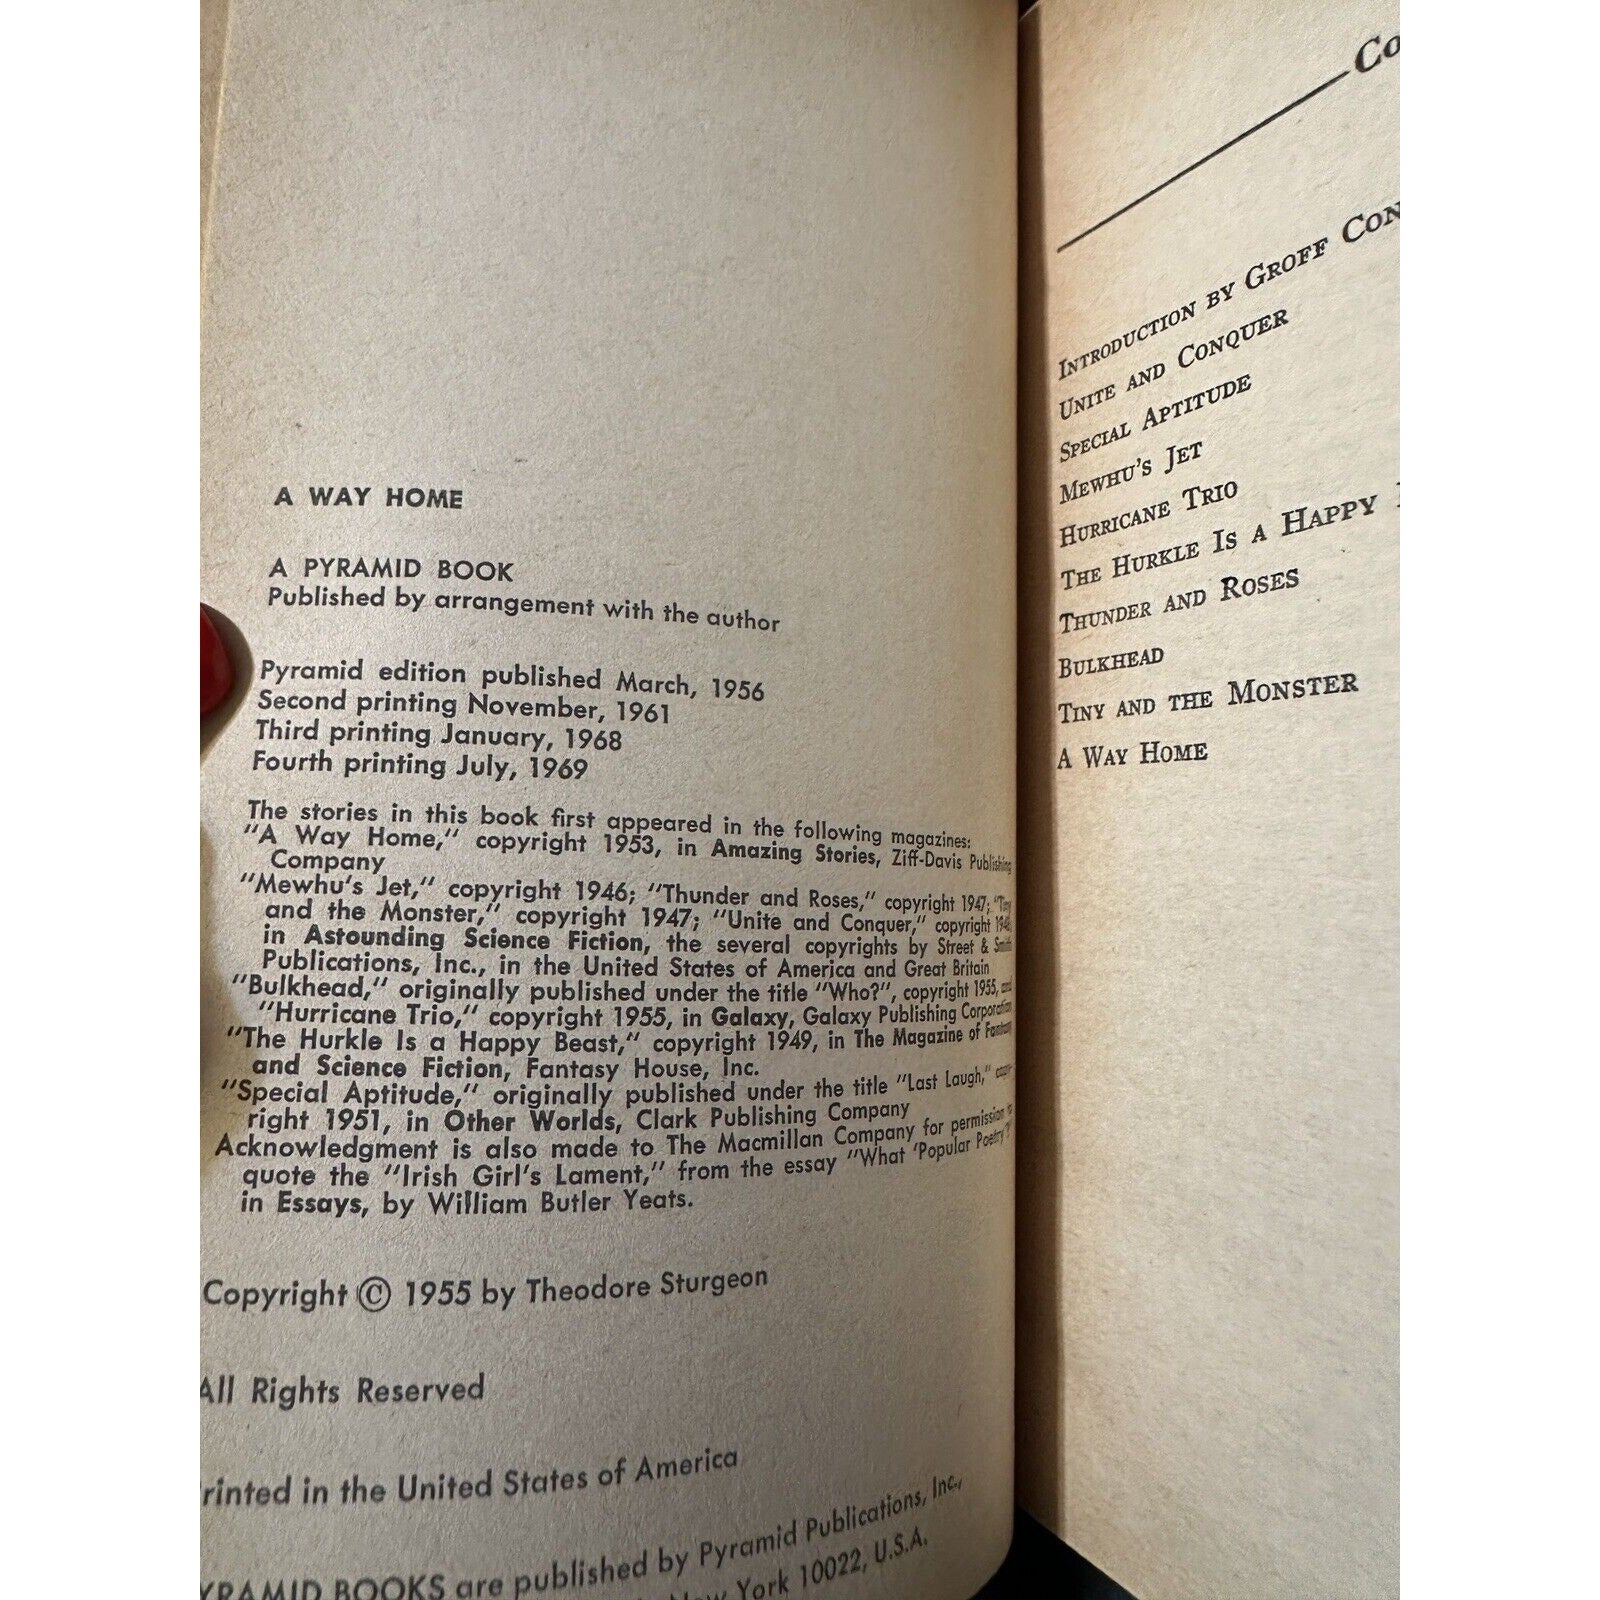 A WAY HOME
A PYRAMID BOOK
Published by arrangement with the author
Pyramid edition published March, 1956
Second printing November, 1961
Third printing January, 1968
Fourth printing July, 1969
The stories in this book first appeared in the following magazines:
"A Way Home," copyright 1953, in Amazing Stories, Ziff-Davis Publishing
Company
"Mewhu's Jet," copyright 1946; "Thunder and Roses," copyright 1947; "Tiny
and the Monster," copyright 1947; "Unite and Conquer," copyright
in Astounding Science Fiction, the several copyrights by Street & Smith
Publications, Inc., in the United States of America and Great Britain
"Bulkhead," originally published under the title "Who?", copyright 1955, and
"Hurricane Trio," copyright 1955, in Galaxy, Galaxy Publishing Corporation
"The Hurkle Is a Happy Beast," copyright 1949, in The Magazine of Fantasy
and Science Fiction, Fantasy House, Inc.
"Special Aptitude," originally published under the title "Last Laugh," copy-
right 1951, in Other Worlds, Clark Publishing Company
Acknowledgment is also made to The Macmillan Company for permission to
quote the "Irish Girl's Lament," from the essay "What 'Popular Poetry'?"
in Essays, by William Butler Yeats.
Copyright © 1955 by Theodore Sturgeon
All Rights Reserved
rinted in the United States of America
YRAMID BOOKS are published by Pyramid Publications, Inc.,
New York 10022, U.S.A.
Co
INTRODUCTION BY GROFF CON
UNITE AND CONQUER
SPECIAL APTITUDE
MEWHU'S JET
HURRICANE TRIO
THE HURKLE IS A HAPPY
THUNDER AND ROSES
BULKHEAD
TINY AND THE MONSTER
A WAY HOME